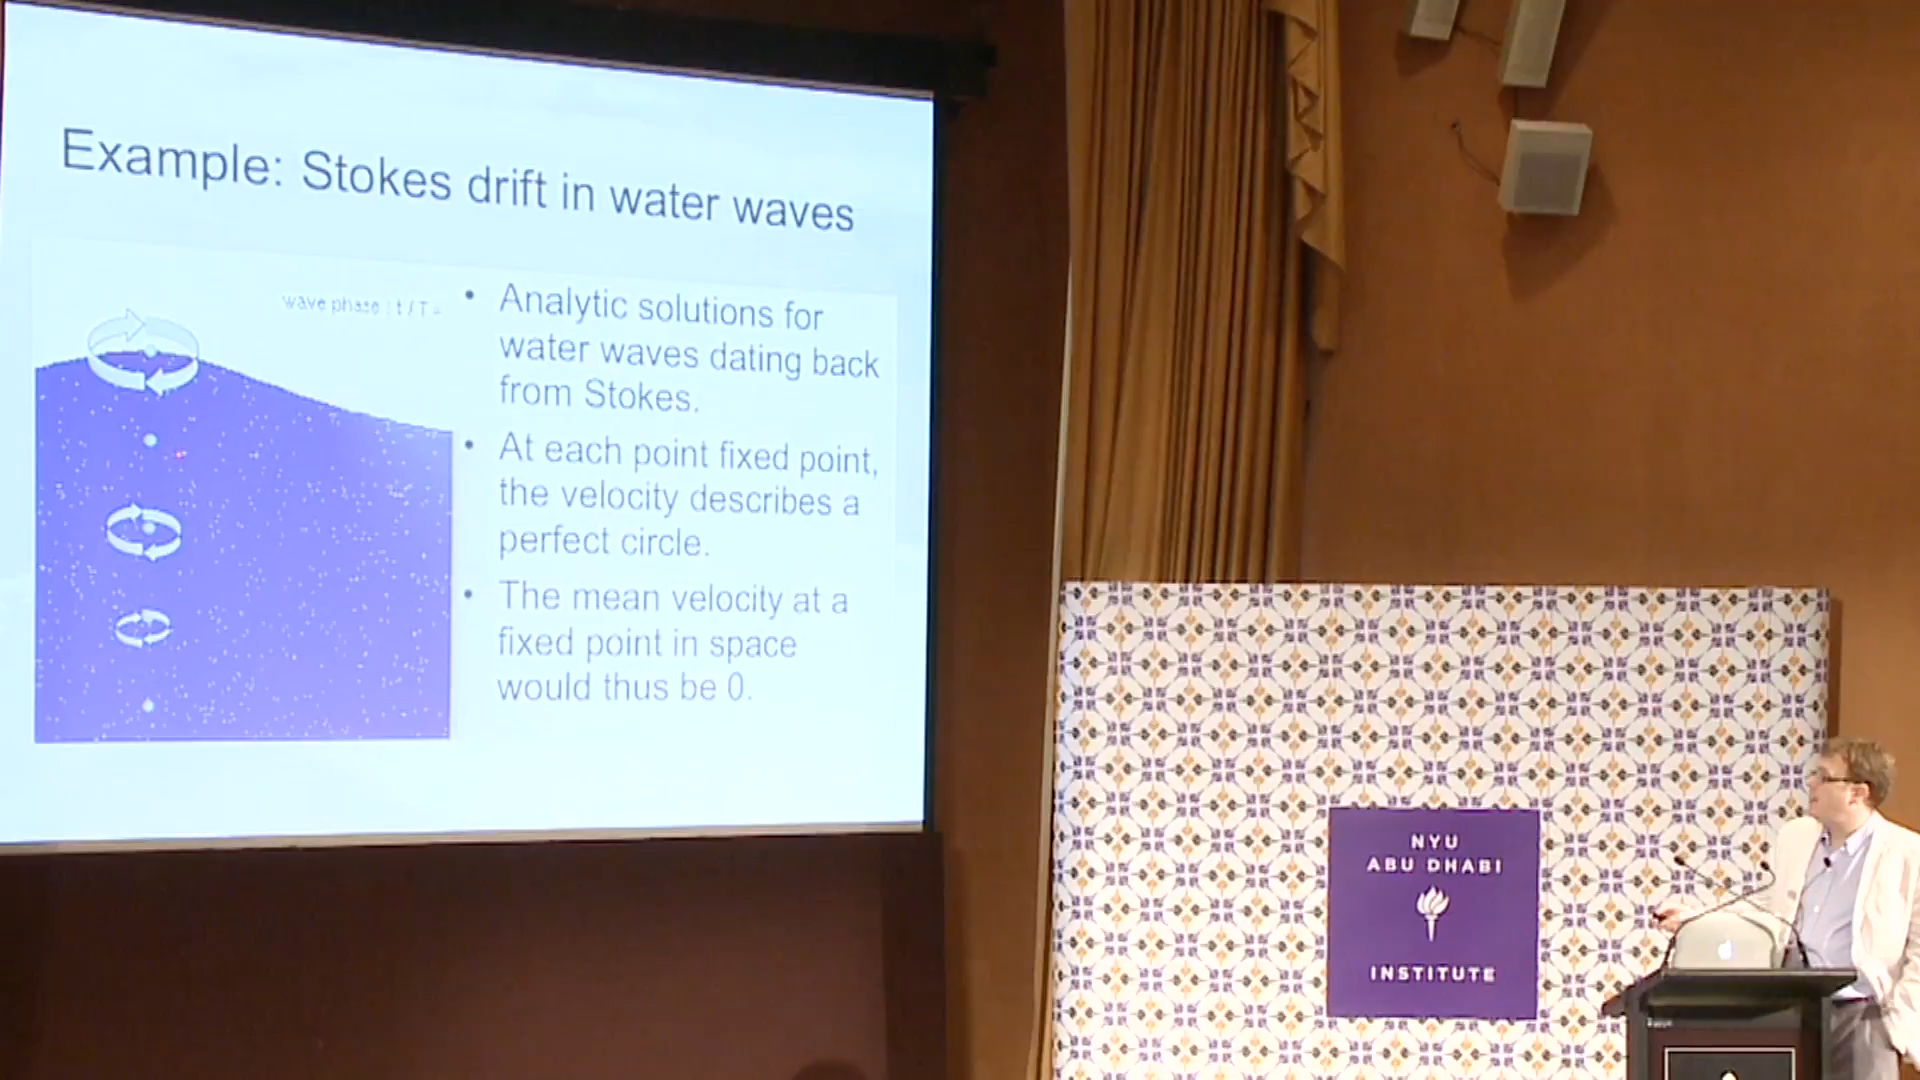 Example: Stokes drift in water waves
wave phase : t / T =
• Analytic solutions for
water waves dating back
from Stokes.
• At each point fixed point,
the velocity describes a
perfect circle.
• The mean velocity at a
fixed point in space
would thus be 0.
NYU
ABU DHABI
INSTITUTE